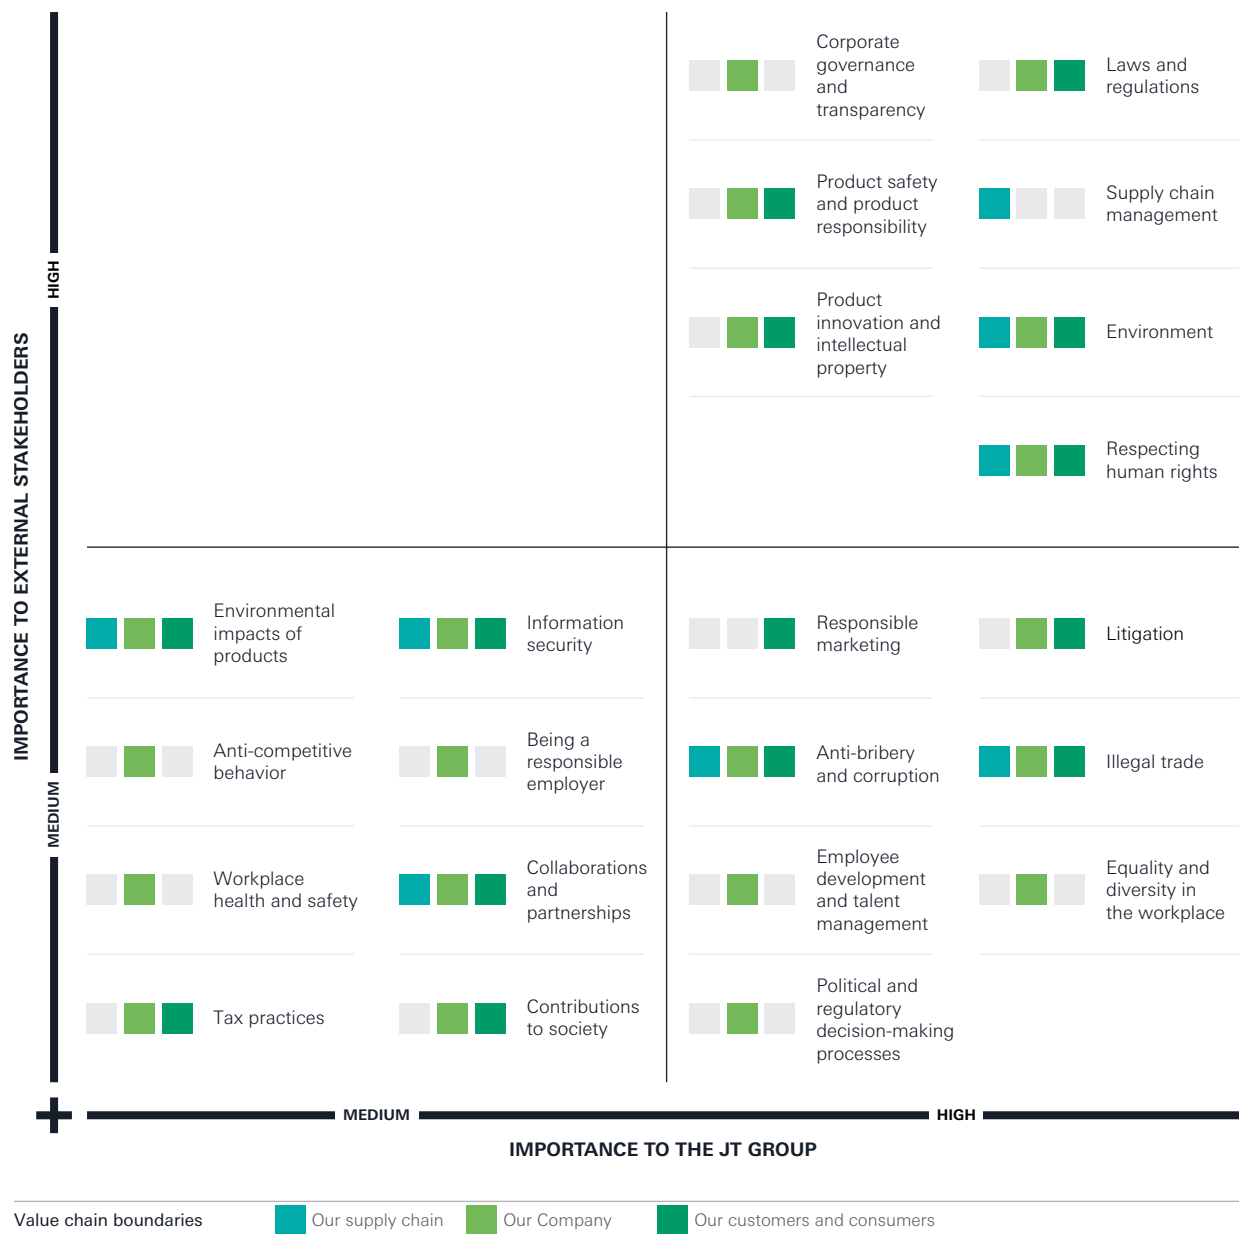 Corporate
governance
and
transparency
Laws and
regulations
Product safety
and product
responsibility
Supply chain
management
Product
innovation and
intellectual
property
Environment
Respecting
human rights
HIGH
IMPORTANCE TO EXTERNAL STAKEHOLDERS
MEDIUM
Environmental
impacts of
products
Information
security
Responsible
marketing
Litigation
Anti-competitive
behavior
Being a
responsible
employer
Anti-bribery
and corruption
Illegal trade
Workplace
health and safety
Collaborations
and
partnerships
Employee
development
and talent
management
Equality and
diversity in
the workplace
Tax practices
Contributions
to society
Political and
regulatory
decision-making
processes
MEDIUM
HIGH
IMPORTANCE TO THE JT GROUP
Value chain boundaries
Our supply chain
Our Company
Our customers and consumers